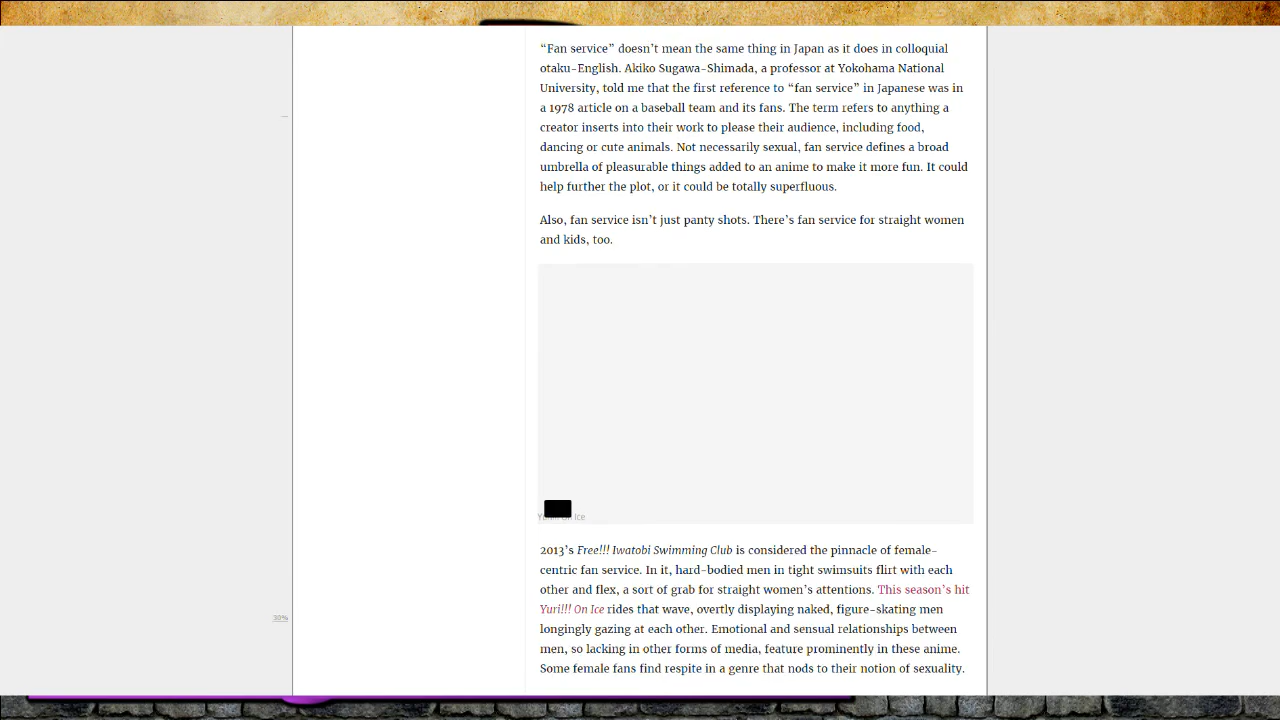 “Fan service” doesn’t mean the same thing in Japan as it does in colloquial
otaku-English. Akiko Sugawa-Shimada, a professor at Yokohama National
University, told me that the first reference to “fan service” in Japanese was in
a 1978 article on a baseball team and its fans. The term refers to anything a
creator inserts into their work to please their audience, including food,
dancing or cute animals. Not necessarily sexual, fan service defines a broad
umbrella of pleasurable things added to an anime to make it more fun. It could
help further the plot, or it could be totally superfluous.
Also, fan service isn’t just panty shots. There’s fan service for straight women
and kids, too.
Ice
2013’s Free!!! Iwatobi Swimming Club is considered the pinnacle of female-
centric fan service. In it, hard-bodied men in tight swimsuits flirt with each
other and flex, a sort of grab for straight women’s attentions. This season’s hit
Yuri!!! On Ice rides that wave, overtly displaying naked, figure-skating men
30%
longingly gazing at each other. Emotional and sensual relationships between
men, so lacking in other forms of media, feature prominently in these anime.
Some female fans find respite in a genre that nods to their notion of sexuality.